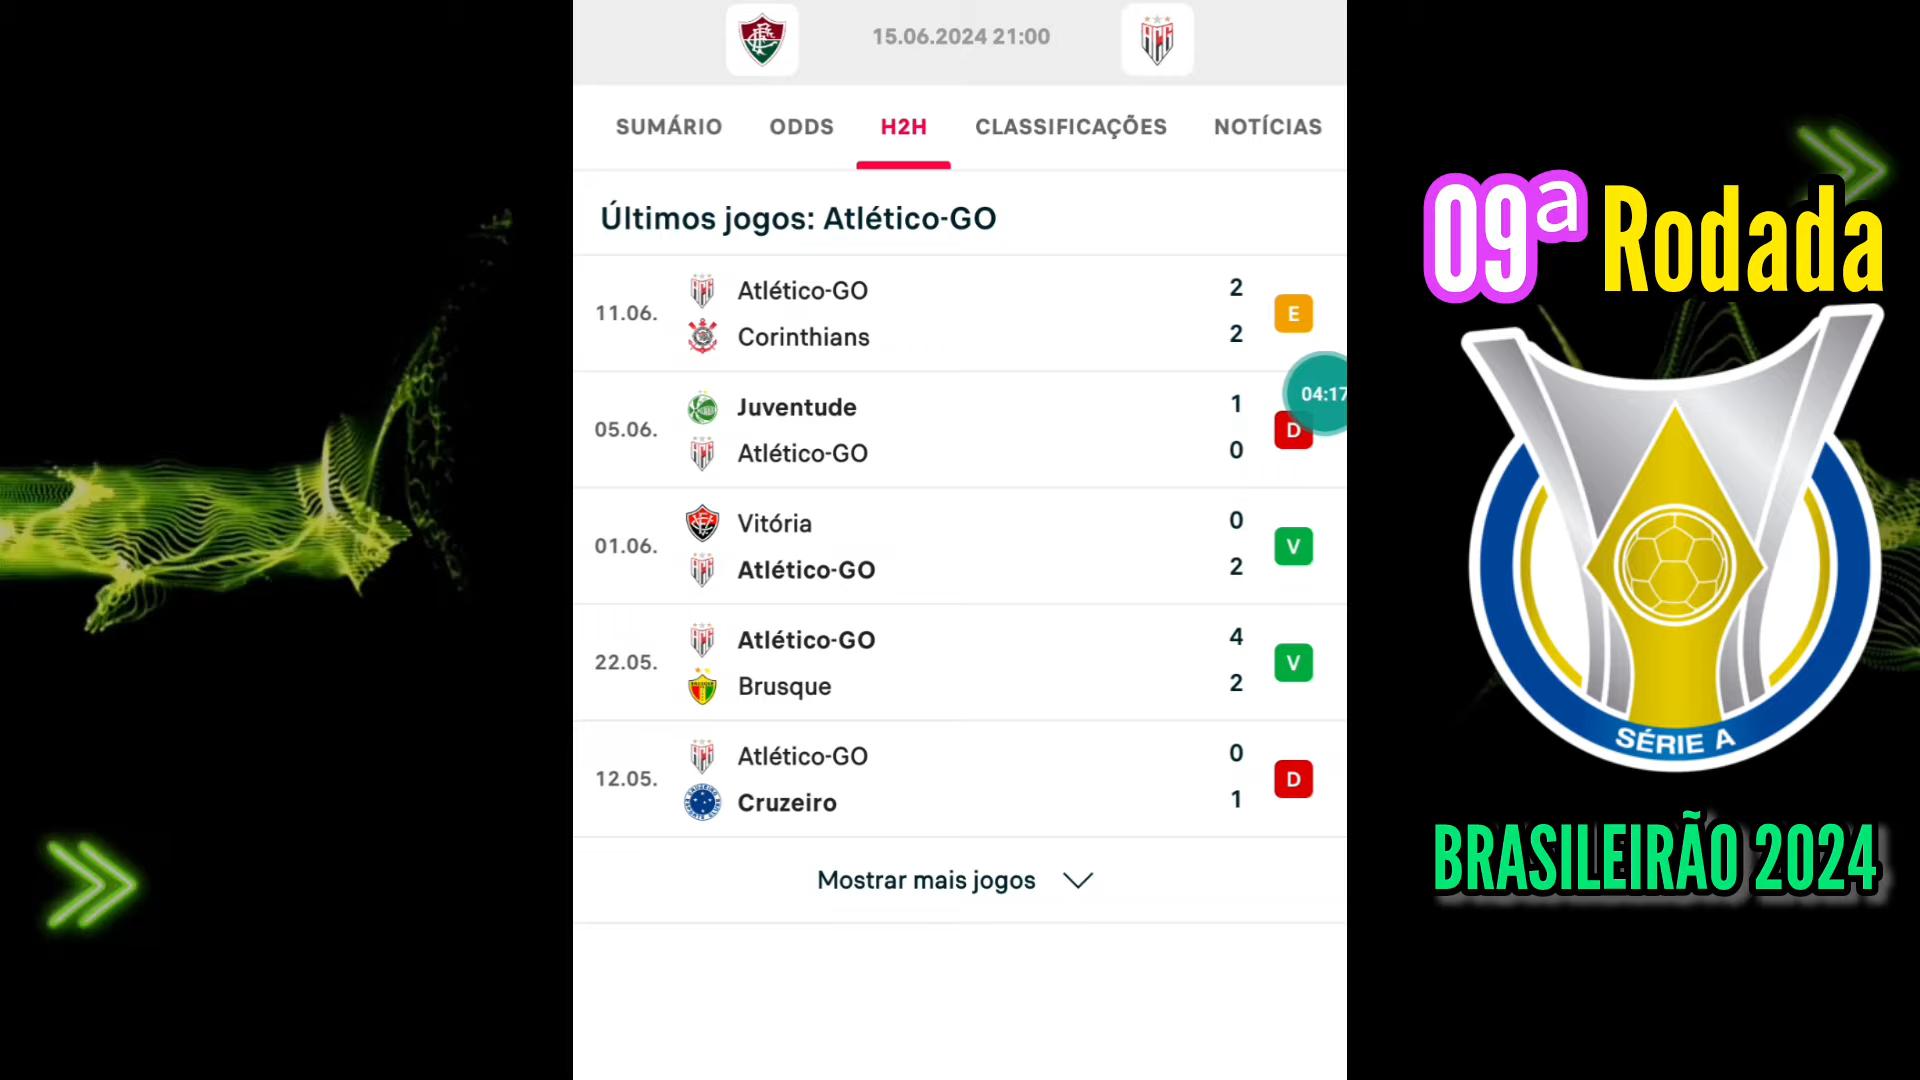 15.06.2024 21:00
SUMÁRIO ODDS H2H CLASSIFICAÇÕES NOTÍCIAS
Últimos jogos: Atlético-GO
11.06. Atlético-GO 2 E
Corinthians 2
04:17
05.06. Juventude 1 D
Atlético-GO 0
01.06. Vitória 0 V
Atlético-GO 2
22.05. Atlético-GO 4 V
Brusque 2
12.05. Atlético-GO 0 D
Cruzeiro 1
Mostrar mais jogos
09ª Rodada
SÉRIE A
BRASILEIRÃO 2024